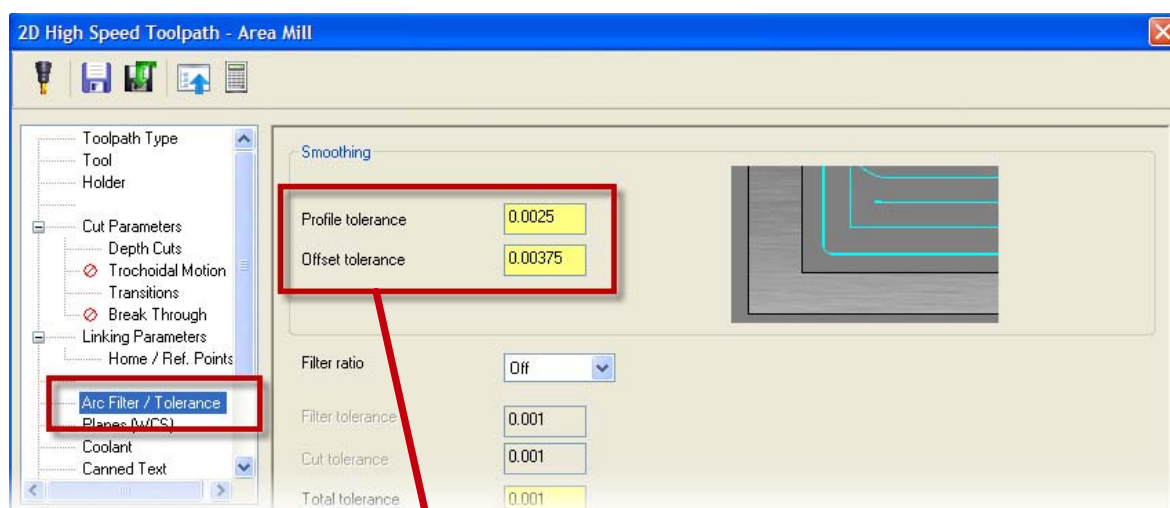 2D High Speed Toolpath - Area Mill
Toolpath Type
Tool
Holder
Cut Parameters
Depth Cuts
Trochoidal Motion
Transitions
Break Through
Linking Parameters
Home / Ref. Points
Arc Filter / Tolerance
Planes (WCS)
Coolant
Canned Text
Smoothing
Profile tolerance 0.0025
Offset tolerance 0.00375
Filter ratio Off
Filter tolerance 0.001
Cut tolerance 0.001
Total tolerance 0.001